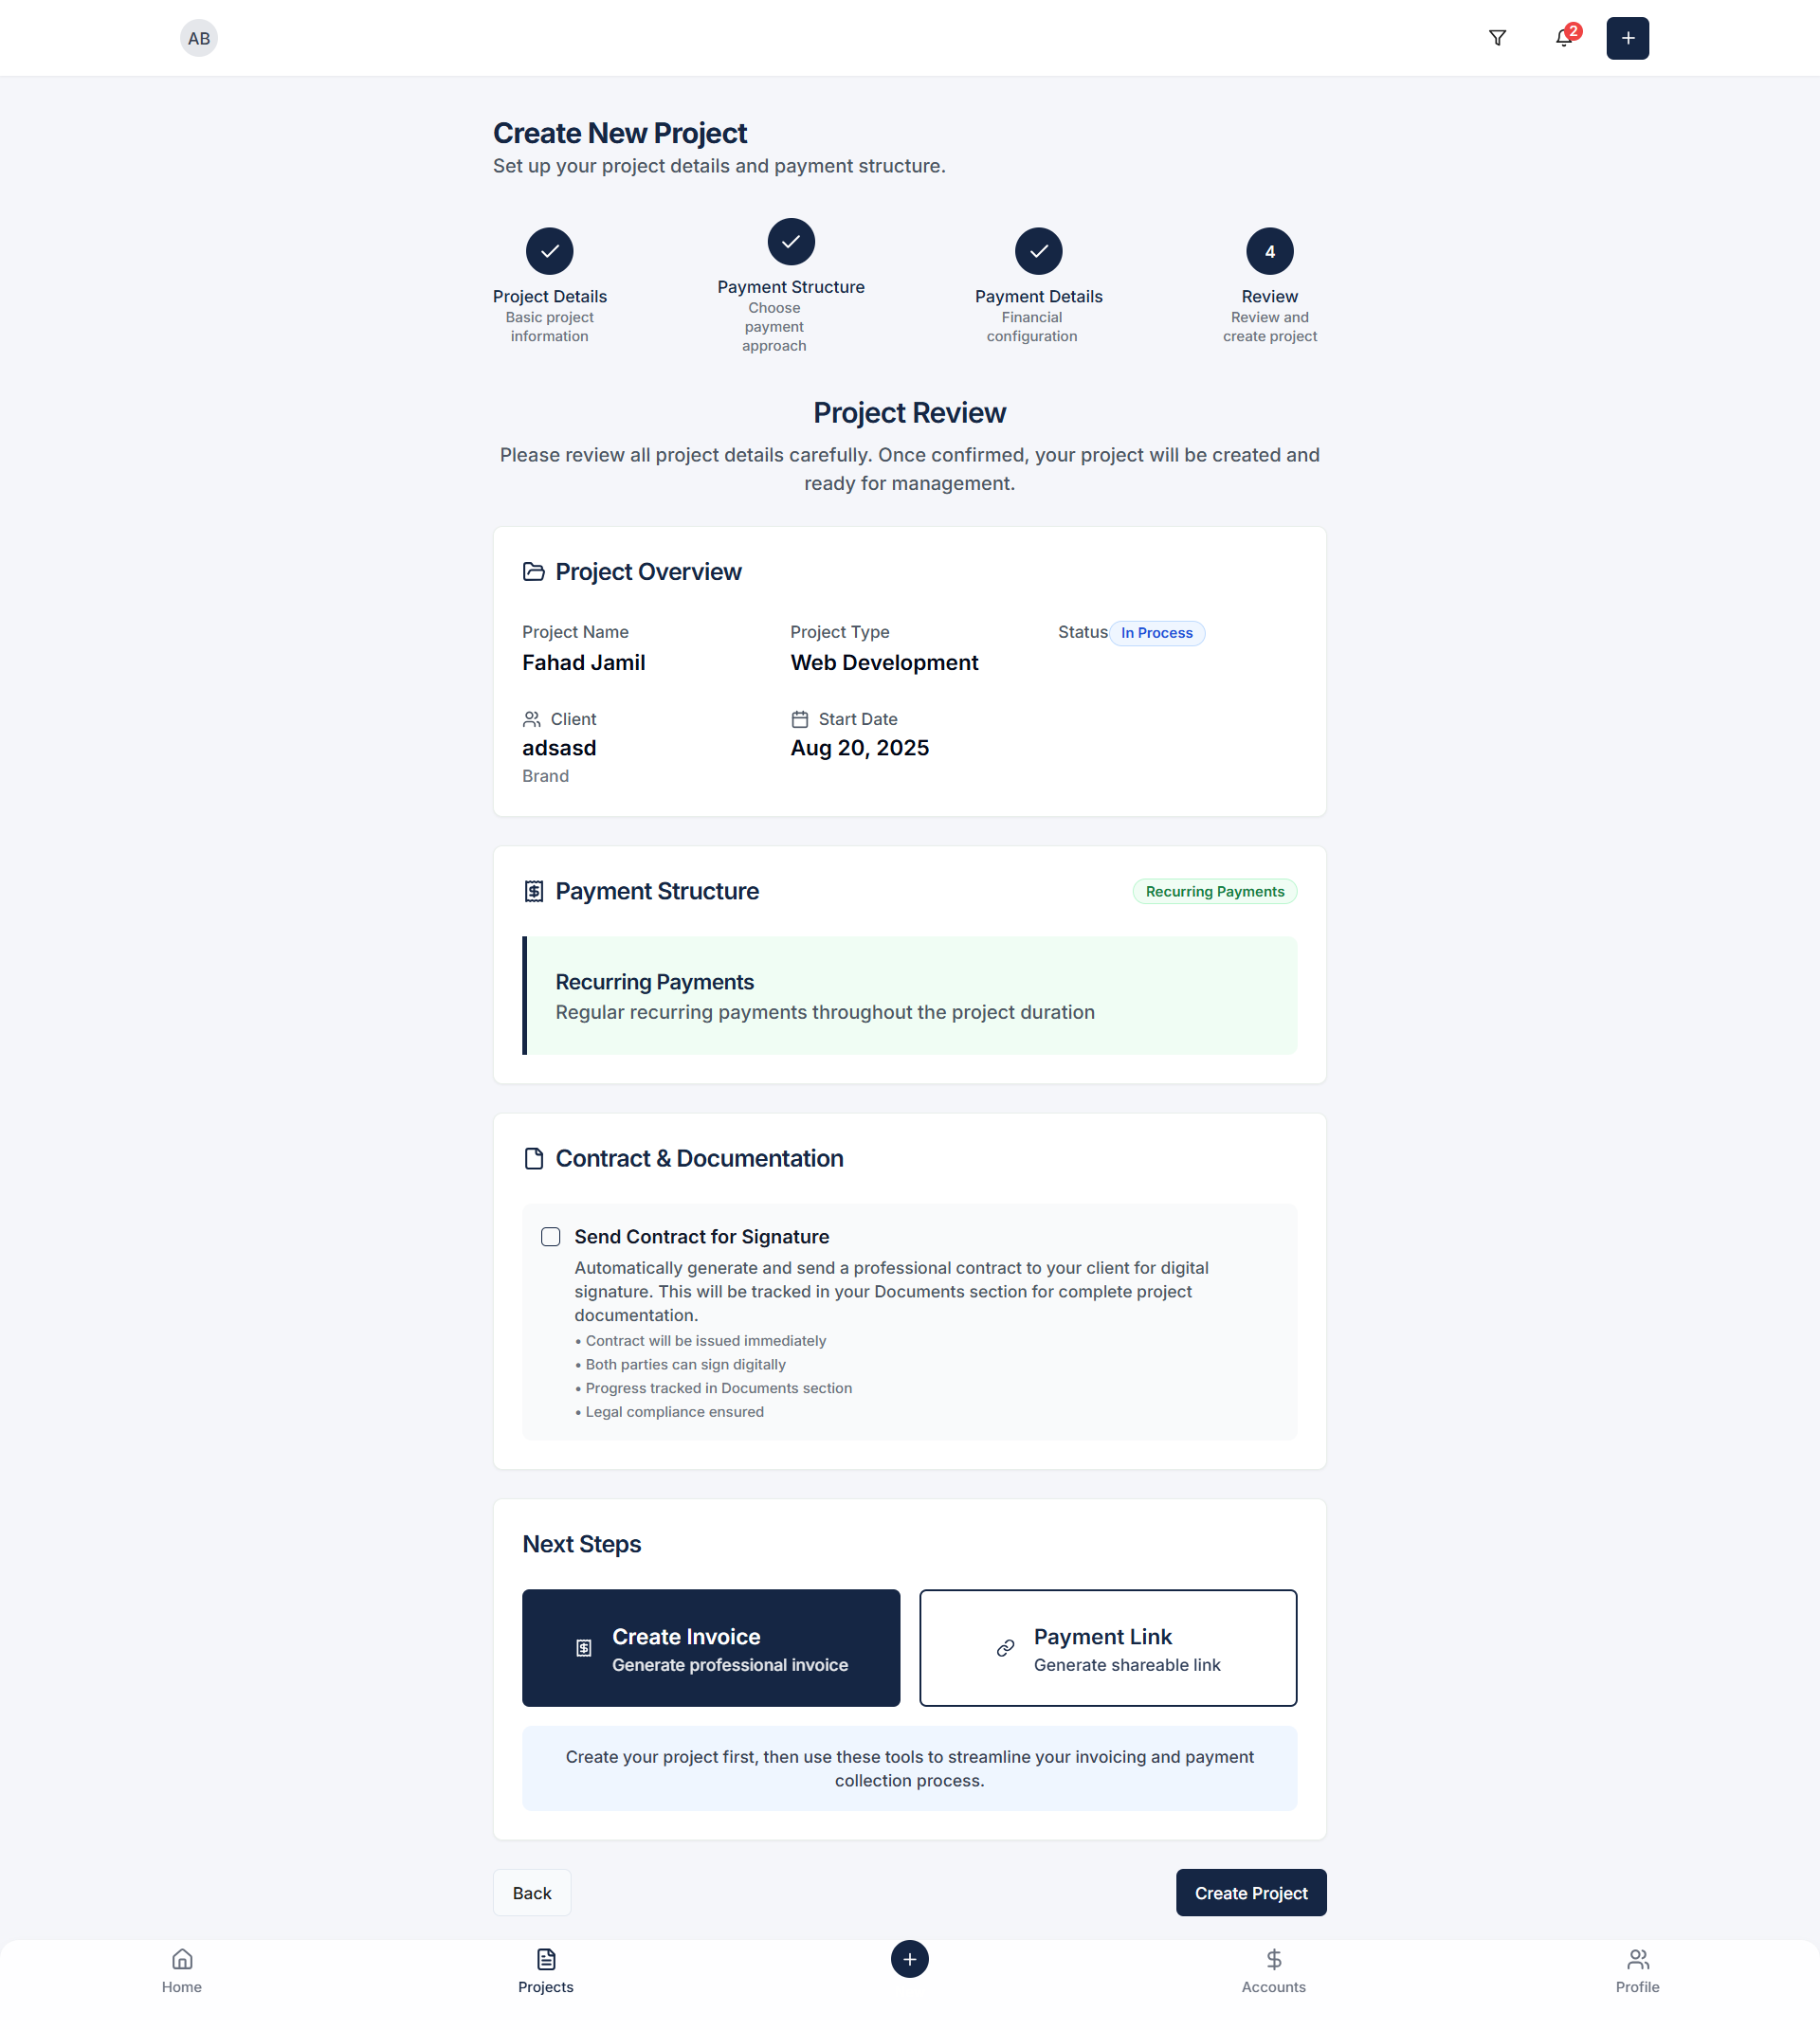 AB
2
Create New Project
Set up your project details and payment structure.
Project Details
Basic project
information
Payment Structure
Choose
payment
approach
Payment Details
Financial
configuration
4
Review
Review and
create project
Project Review
Please review all project details carefully. Once confirmed, your project will be created and
ready for management.
Project Overview
Project Name
Fahad Jamil
Project Type
Web Development
Status In Process
Client
adsasd
Brand
Start Date
Aug 20, 2025
Payment Structure
Recurring Payments
Recurring Payments
Regular recurring payments throughout the project duration
Contract & Documentation
Send Contract for Signature
Automatically generate and send a professional contract to your client for digital
signature. This will be tracked in your Documents section for complete project
documentation.
• Contract will be issued immediately
• Both parties can sign digitally
• Progress tracked in Documents section
• Legal compliance ensured
Next Steps
Create Invoice
Generate professional invoice
Payment Link
Generate shareable link
Create your project first, then use these tools to streamline your invoicing and payment
collection process.
Back
Create Project
Home
Projects
Accounts
Profile